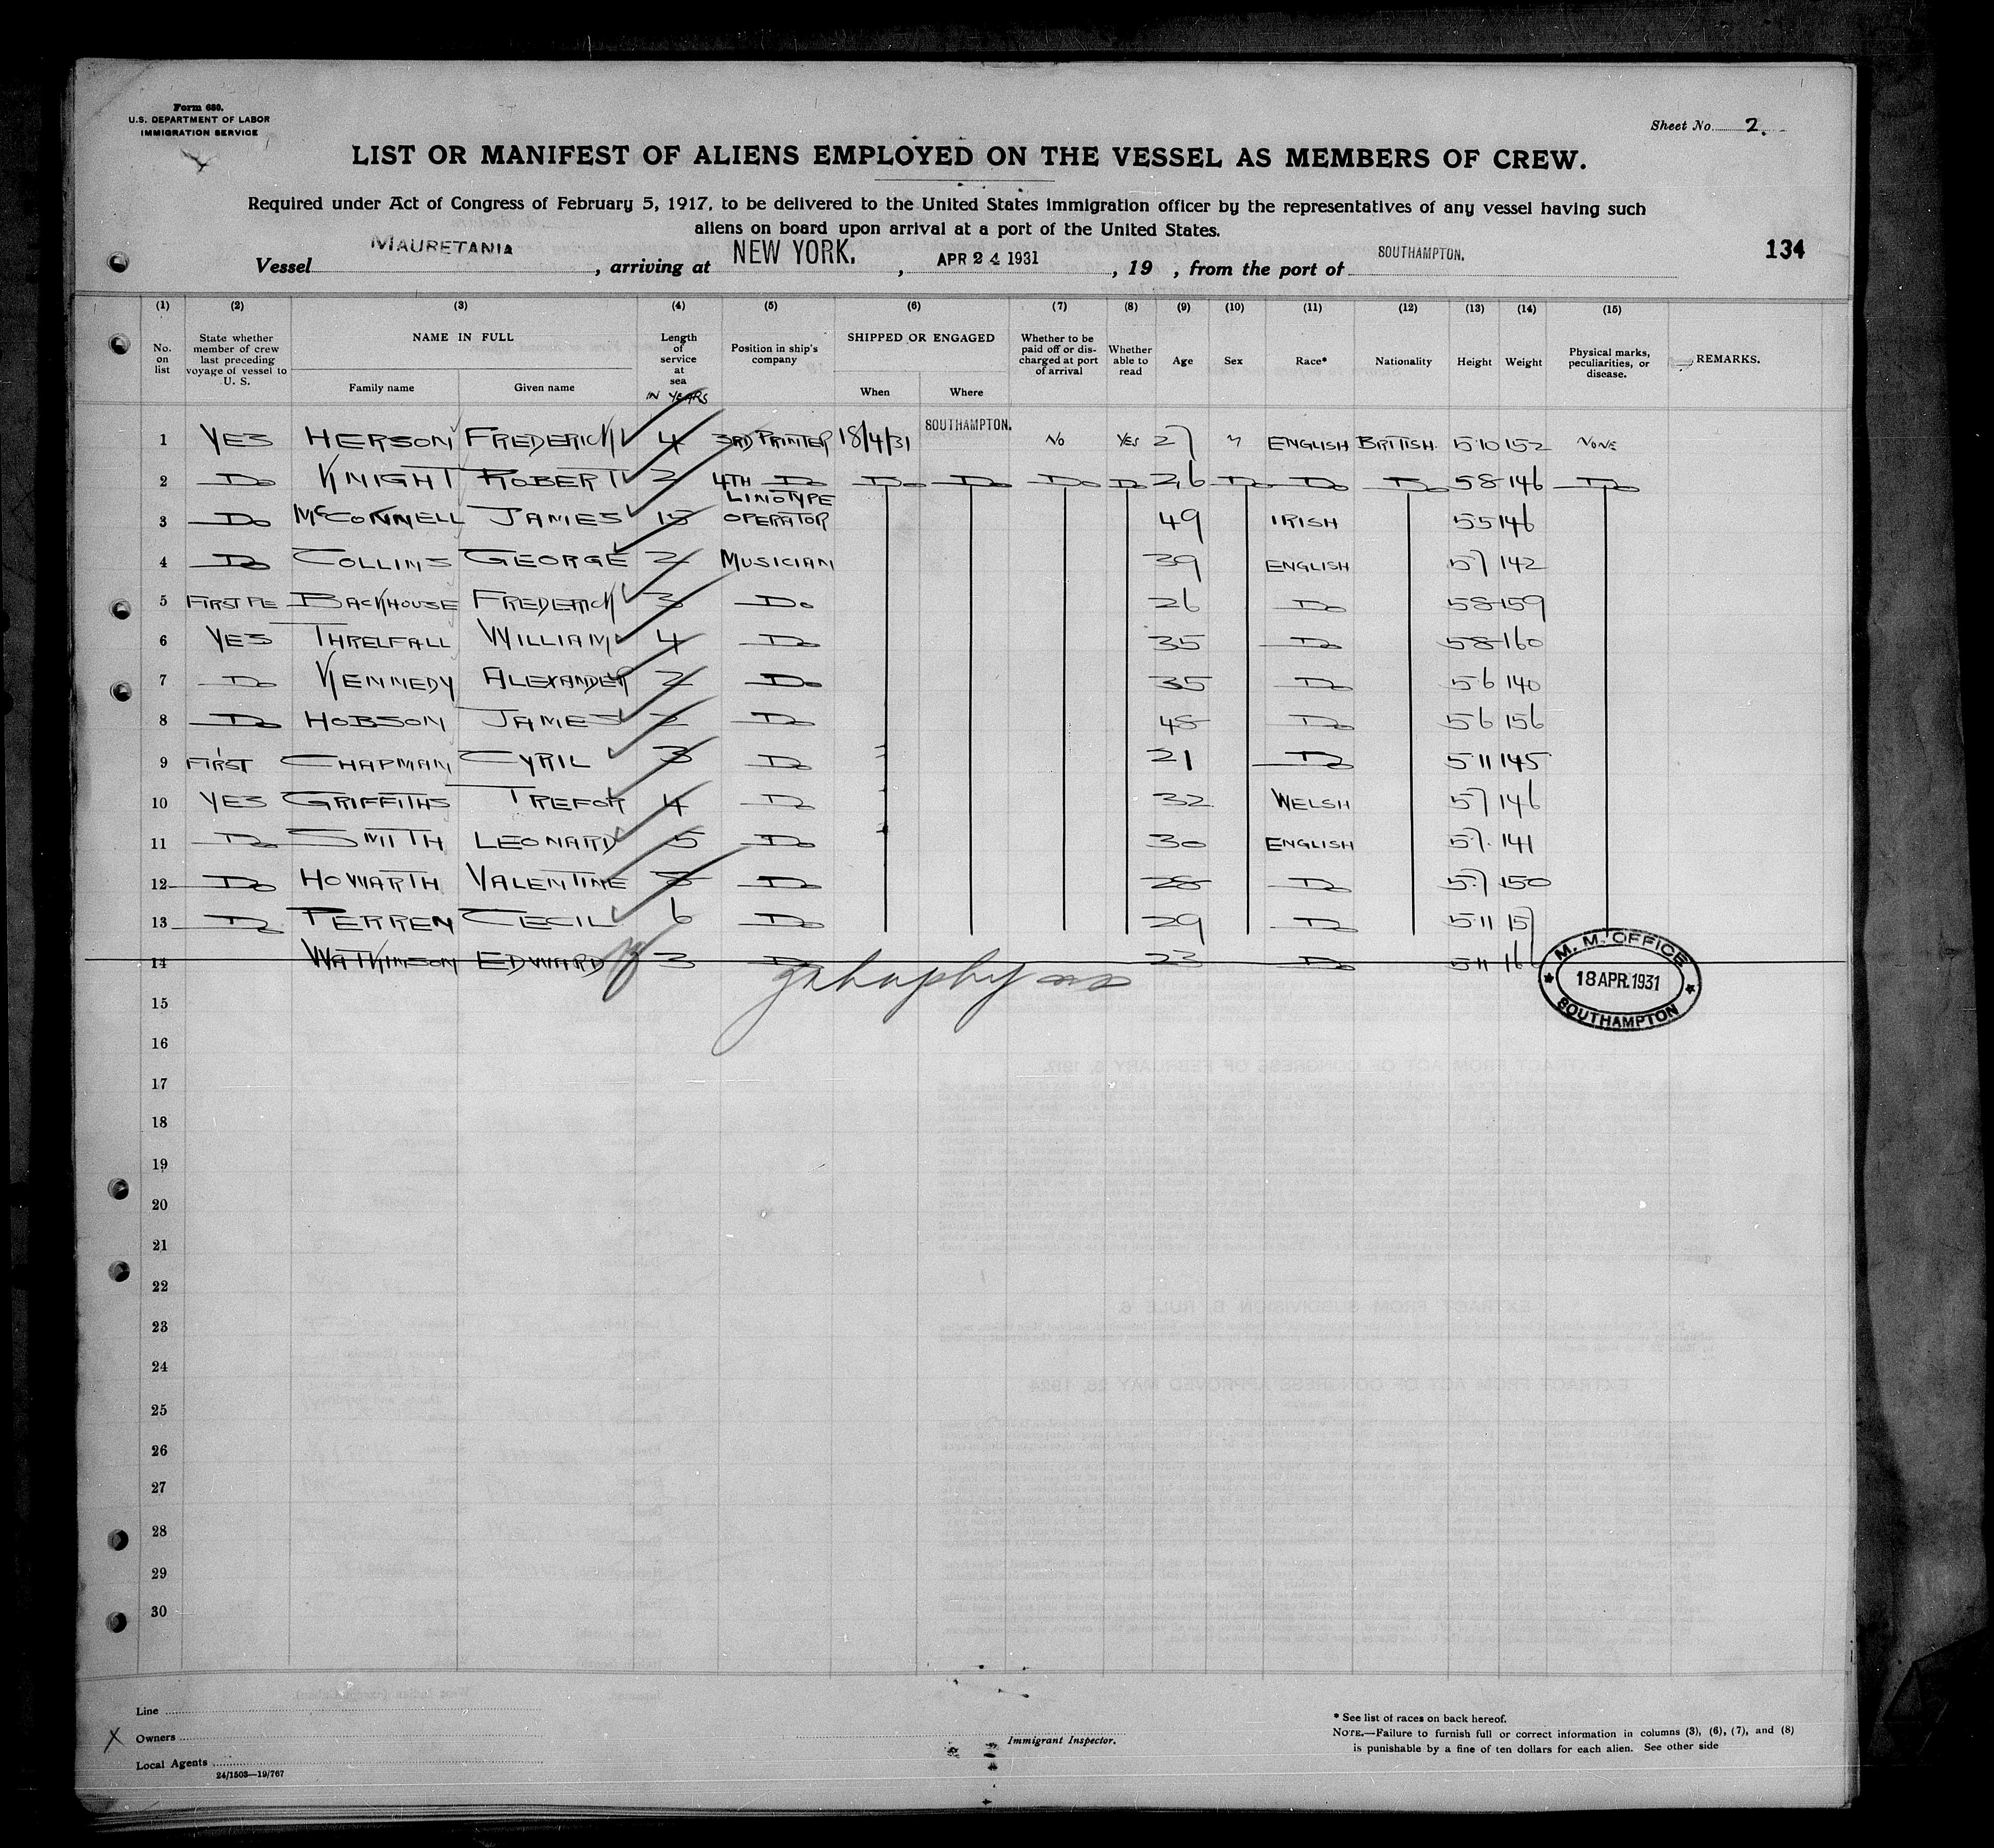 Form 680.
U.S. DEPARTMENT OF LABOR
IMMIGRATION SERVICE
Sheet No. 2.
LIST OR MANIFEST OF ALIENS EMPLOYED ON THE VESSEL AS MEMBERS OF CREW.
Required under Act of Congress of February 5, 1917, to be delivered to the United States immigration officer by the representatives of any vessel having such
aliens on board upon arrival at a port of the United States.
Vessel MAURETANIA, arriving at NEW YORK., APR 24 1931, 19 , from the port of SOUTHAMPTON.
134
(1) (2) (3) (4) (5) (6) (7) (8) (9) (10) (11) (12) (13) (14) (15)
No. on list
State whether member of crew last preceding voyage of vessel to U. S.
NAME IN FULL
Family name Given name
Length of service at sea IN YEARS
Position in ship's company
SHIPPED OR ENGAGED
When Where
Whether to be paid off or discharged at port of arrival
Whether able to read
Age
Sex
Race*
Nationality
Height
Weight
Physical marks, peculiarities, or disease.
REMARKS.
1 YES HERSON FREDERICK 4 3RD PRINTER 18/4/31 SOUTHAMPTON. NO YES 27 M ENGLISH BRITISH. 5·10 152 NONE
2 Do KNIGHT ROBERT 2 4TH Do Do Do Do Do 26 Do Do Do 5 8 146 Do
3 Do McCONNELL JAMES 15 LINOTYPE OPERATOR 49 IRISH 5 5 146
4 Do COLLINS GEORGE 2 MUSICIAN 39 ENGLISH 5 7 142
5 FIRST BACKHOUSE FREDERICK 3 Do 26 Do 5 8 159
6 YES THRELFALL WILLIAM 4 Do 35 Do 5 8 160
7 Do KENNEDY ALEXANDER 2 Do 35 Do 5 6 140
8 Do HOBSON JAMES 2 Do 48 Do 5 6 156
9 FIRST CHAPMAN CYRIL 3 Do 21 Do 5 11 145
10 YES GRIFFITHS TREFOR 4 Do 32 WELSH 5 7 146
11 Do SMITH LEONARD 5 Do 30 ENGLISH 5 7 141
12 Do HOWARTH VALENTINE 8 Do 28 Do 5 7 150
13 Do PERREN CECIL 6 Do 29 Do 5 11 157
14 WATKINSON EDWARD 3 Do 23 Do 5 11
M. M. OFFICE
18 APR. 1931
SOUTHAMPTON
15
16
17
18
19
20
21
22
23
24
25
26
27
28
29
30
Line
X Owners
Local Agents
24/1503—19/767
Immigrant Inspector.
* See list of races on back hereof.
NOTE.—Failure to furnish full or correct information in columns (3), (6), (7), and (8)
is punishable by a fine of ten dollars for each alien. See other side